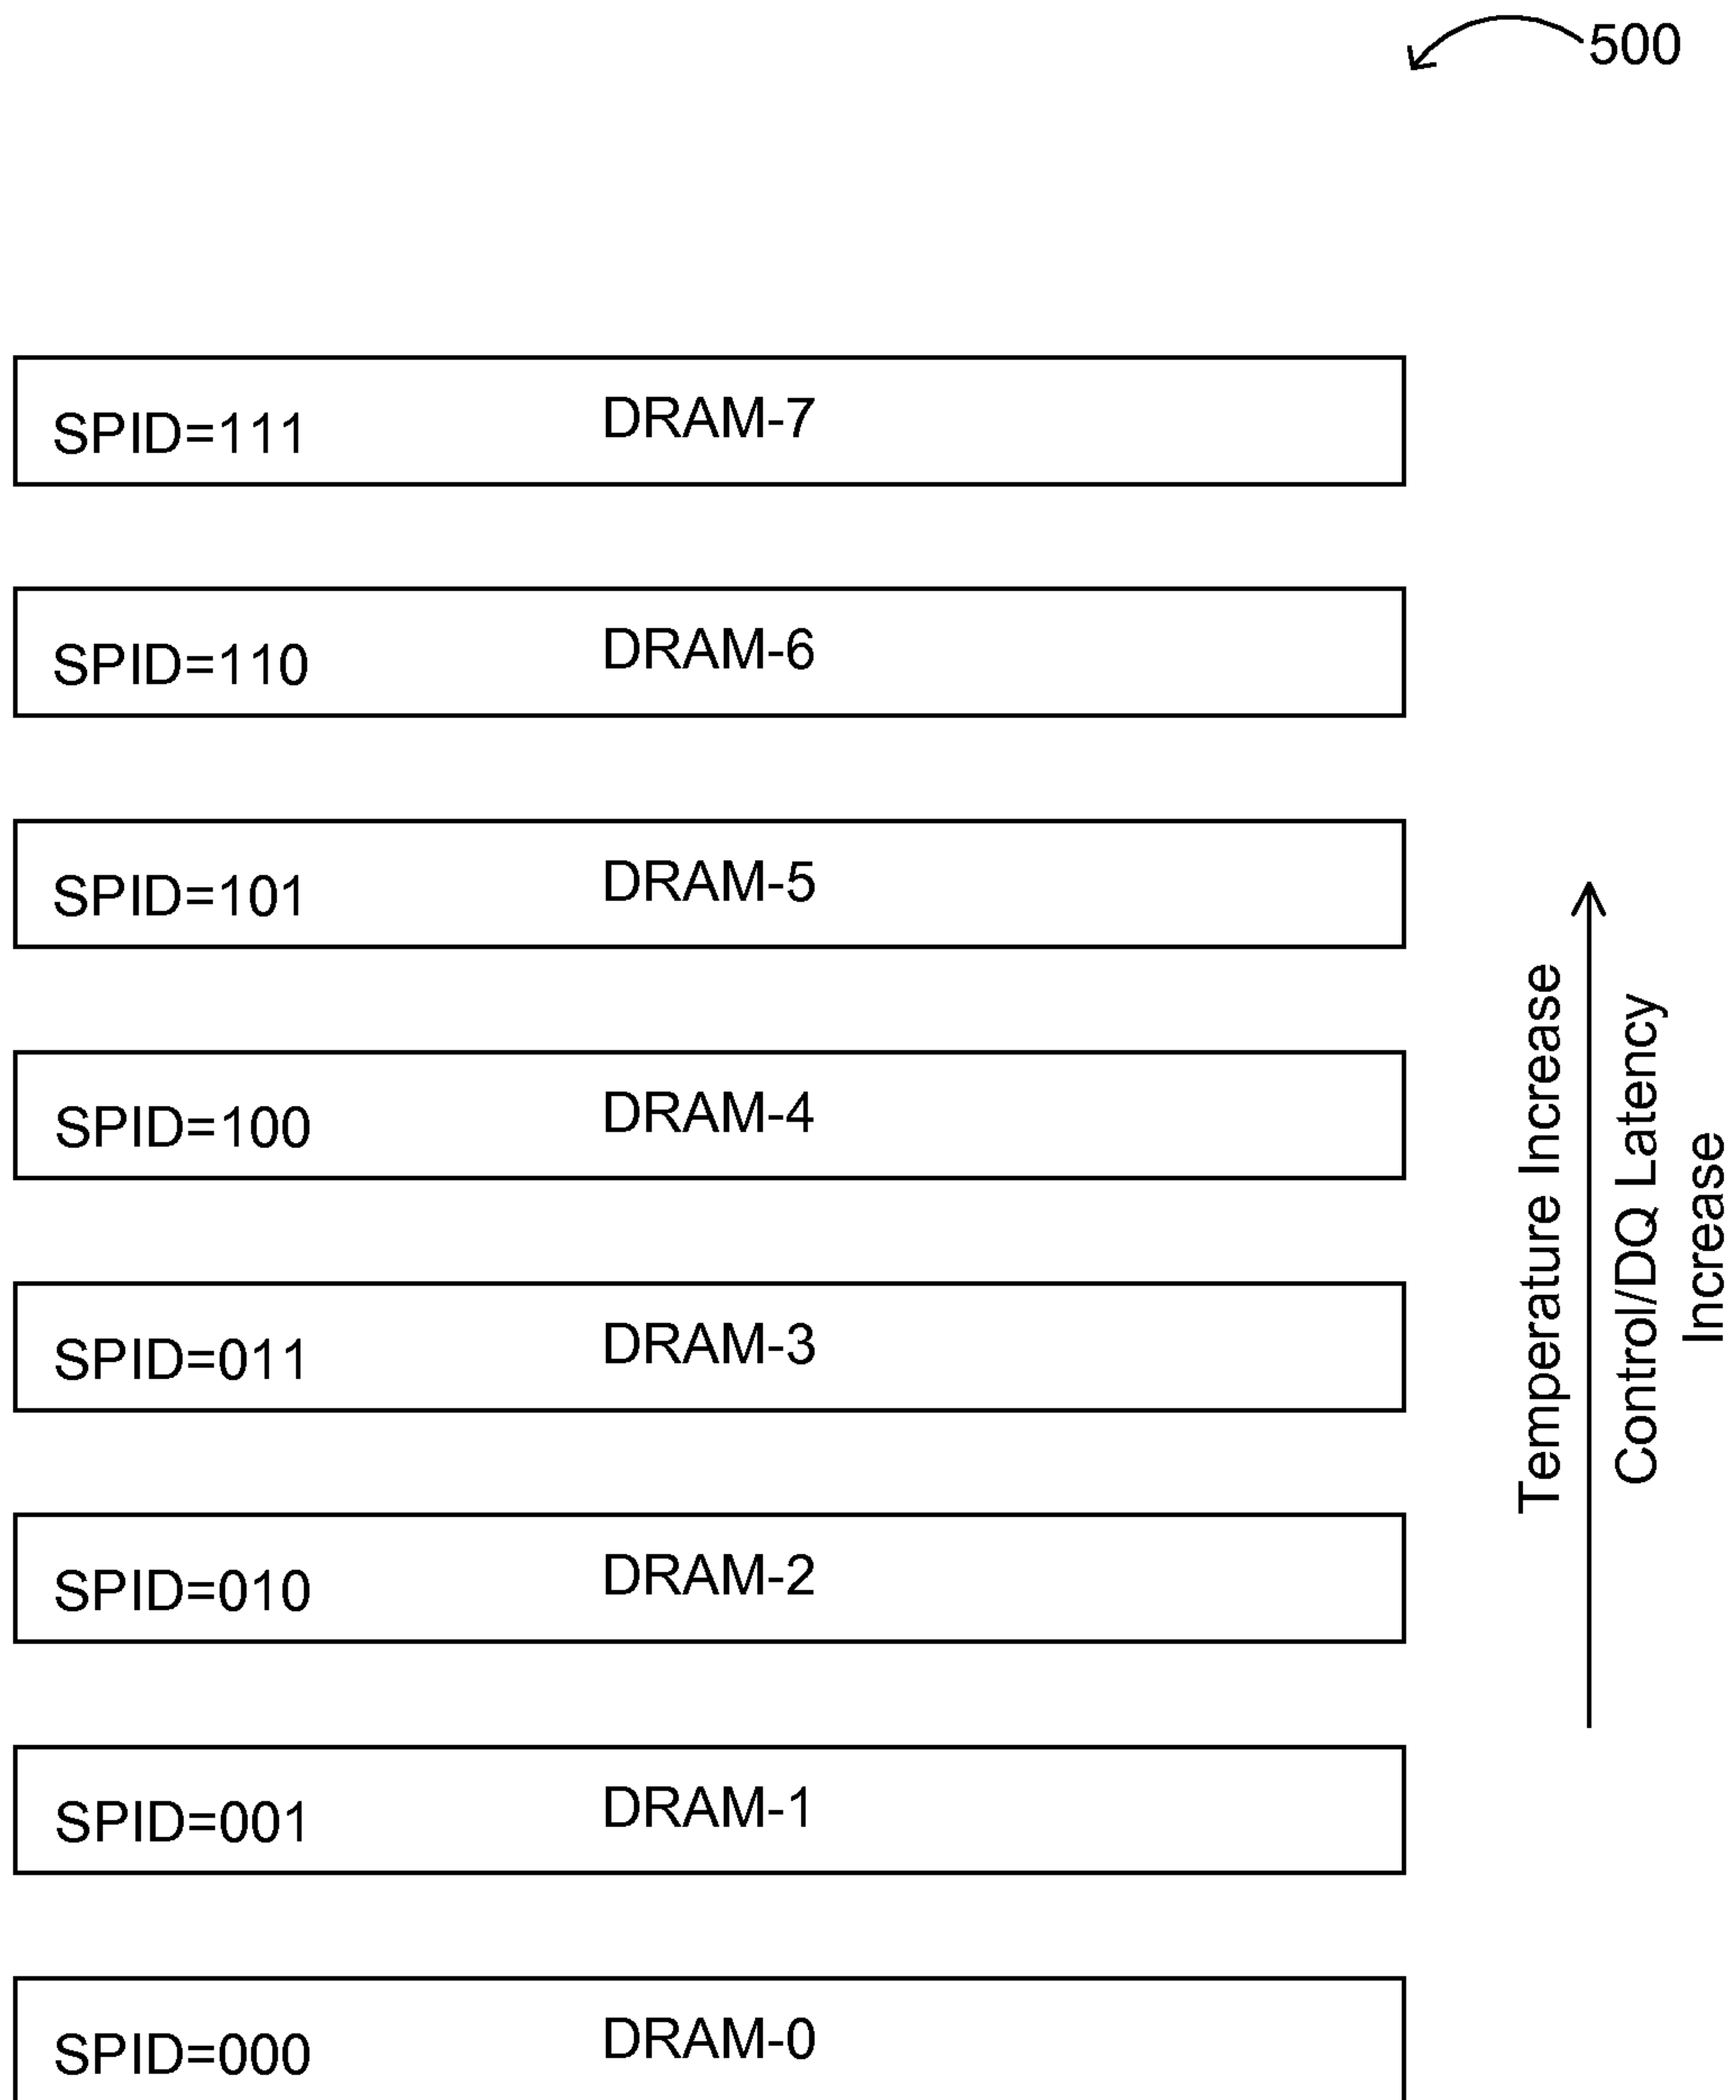 500
SPID=111 DRAM-7
SPID=110 DRAM-6
SPID=101 DRAM-5
SPID=100 DRAM-4
SPID=011 DRAM-3
SPID=010 DRAM-2
SPID=001 DRAM-1
SPID=000 DRAM-0
Temperature Increase
Control/DQ Latency
Increase